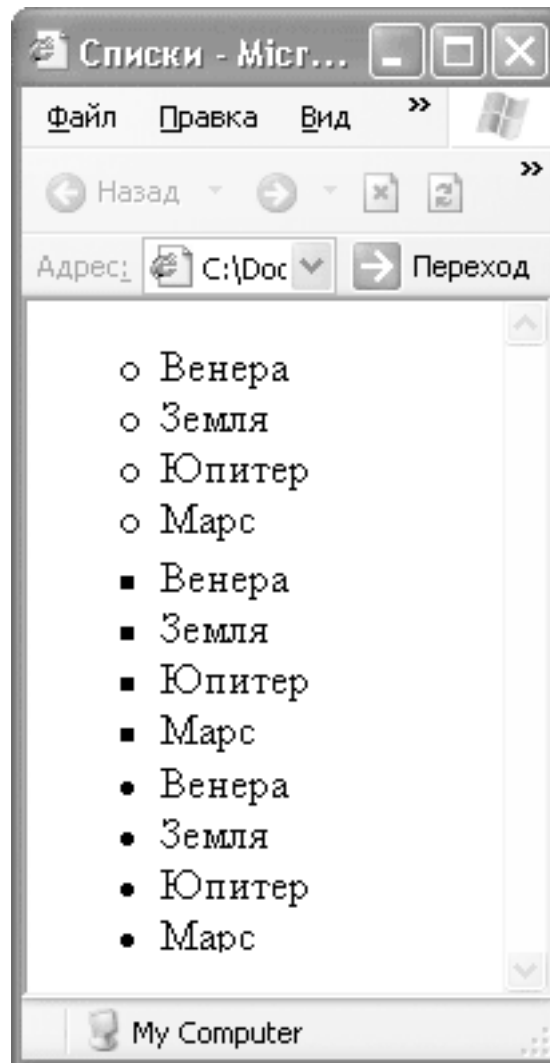 Списки - Micr...
Файл Правка Вид »
Назад »
Адрес: C:\Doc Переход
Венера
Земля
Юпитер
Марс
Венера
Земля
Юпитер
Марс
Венера
Земля
Юпитер
Марс
My Computer